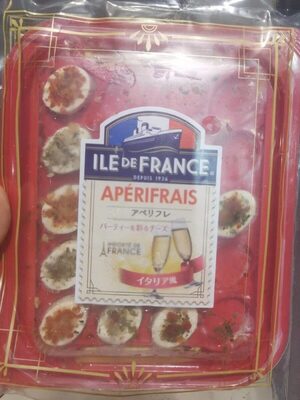 ILE DE FRANCE
DEPUIS 1936
APÉRIFRAIS
アペリフレ
パーティーを彩るチーズ
IMPORTÉ DE
FRANCE
イタリア風